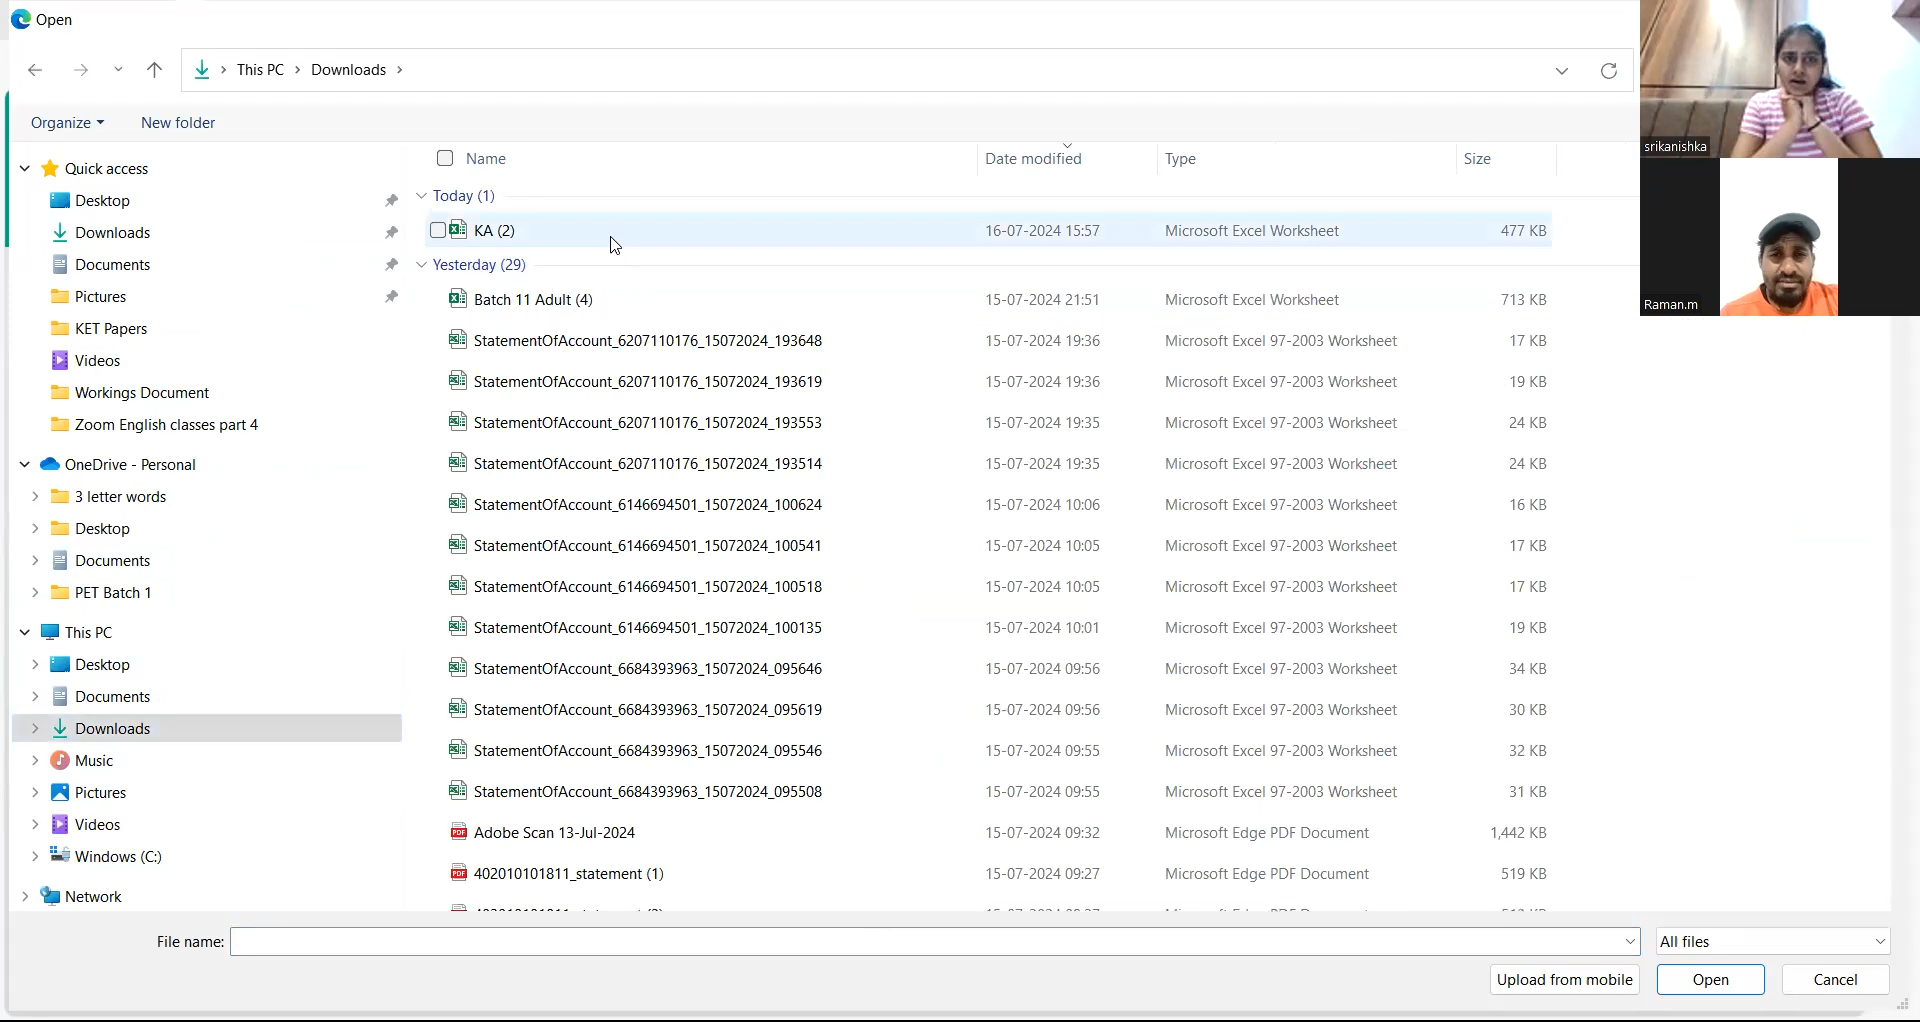 Open
This PC > Downloads >
Organize New folder
Name Date modified Type Size
Quick access
Desktop
Downloads
Documents
Pictures
KET Papers
Videos
Workings Document
Zoom English classes part 4
OneDrive - Personal
3 letter words
Desktop
Documents
PET Batch 1
This PC
Desktop
Documents
Downloads
Music
Pictures
Videos
Windows (C:)
Network
Today (1)
KA (2) 16-07-2024 15:57 Microsoft Excel Worksheet 477 KB
Yesterday (29)
Batch 11 Adult (4) 15-07-2024 21:51 Microsoft Excel Worksheet 713 KB
StatementOfAccount_6207110176_15072024_193648 15-07-2024 19:36 Microsoft Excel 97-2003 Worksheet 17 KB
StatementOfAccount_6207110176_15072024_193619 15-07-2024 19:36 Microsoft Excel 97-2003 Worksheet 19 KB
StatementOfAccount_6207110176_15072024_193553 15-07-2024 19:35 Microsoft Excel 97-2003 Worksheet 24 KB
StatementOfAccount_6207110176_15072024_193514 15-07-2024 19:35 Microsoft Excel 97-2003 Worksheet 24 KB
StatementOfAccount_6146694501_15072024_100624 15-07-2024 10:06 Microsoft Excel 97-2003 Worksheet 16 KB
StatementOfAccount_6146694501_15072024_100541 15-07-2024 10:05 Microsoft Excel 97-2003 Worksheet 17 KB
StatementOfAccount_6146694501_15072024_100518 15-07-2024 10:05 Microsoft Excel 97-2003 Worksheet 17 KB
StatementOfAccount_6146694501_15072024_100135 15-07-2024 10:01 Microsoft Excel 97-2003 Worksheet 19 KB
StatementOfAccount_6684393963_15072024_095646 15-07-2024 09:56 Microsoft Excel 97-2003 Worksheet 34 KB
StatementOfAccount_6684393963_15072024_095619 15-07-2024 09:56 Microsoft Excel 97-2003 Worksheet 30 KB
StatementOfAccount_6684393963_15072024_095546 15-07-2024 09:55 Microsoft Excel 97-2003 Worksheet 32 KB
StatementOfAccount_6684393963_15072024_095508 15-07-2024 09:55 Microsoft Excel 97-2003 Worksheet 31 KB
Adobe Scan 13-Jul-2024 15-07-2024 09:32 Microsoft Edge PDF Document 1,442 KB
402010101811_statement (1) 15-07-2024 09:27 Microsoft Edge PDF Document 519 KB
File name: All files
Upload from mobile Open Cancel
srikanishka
Raman.m